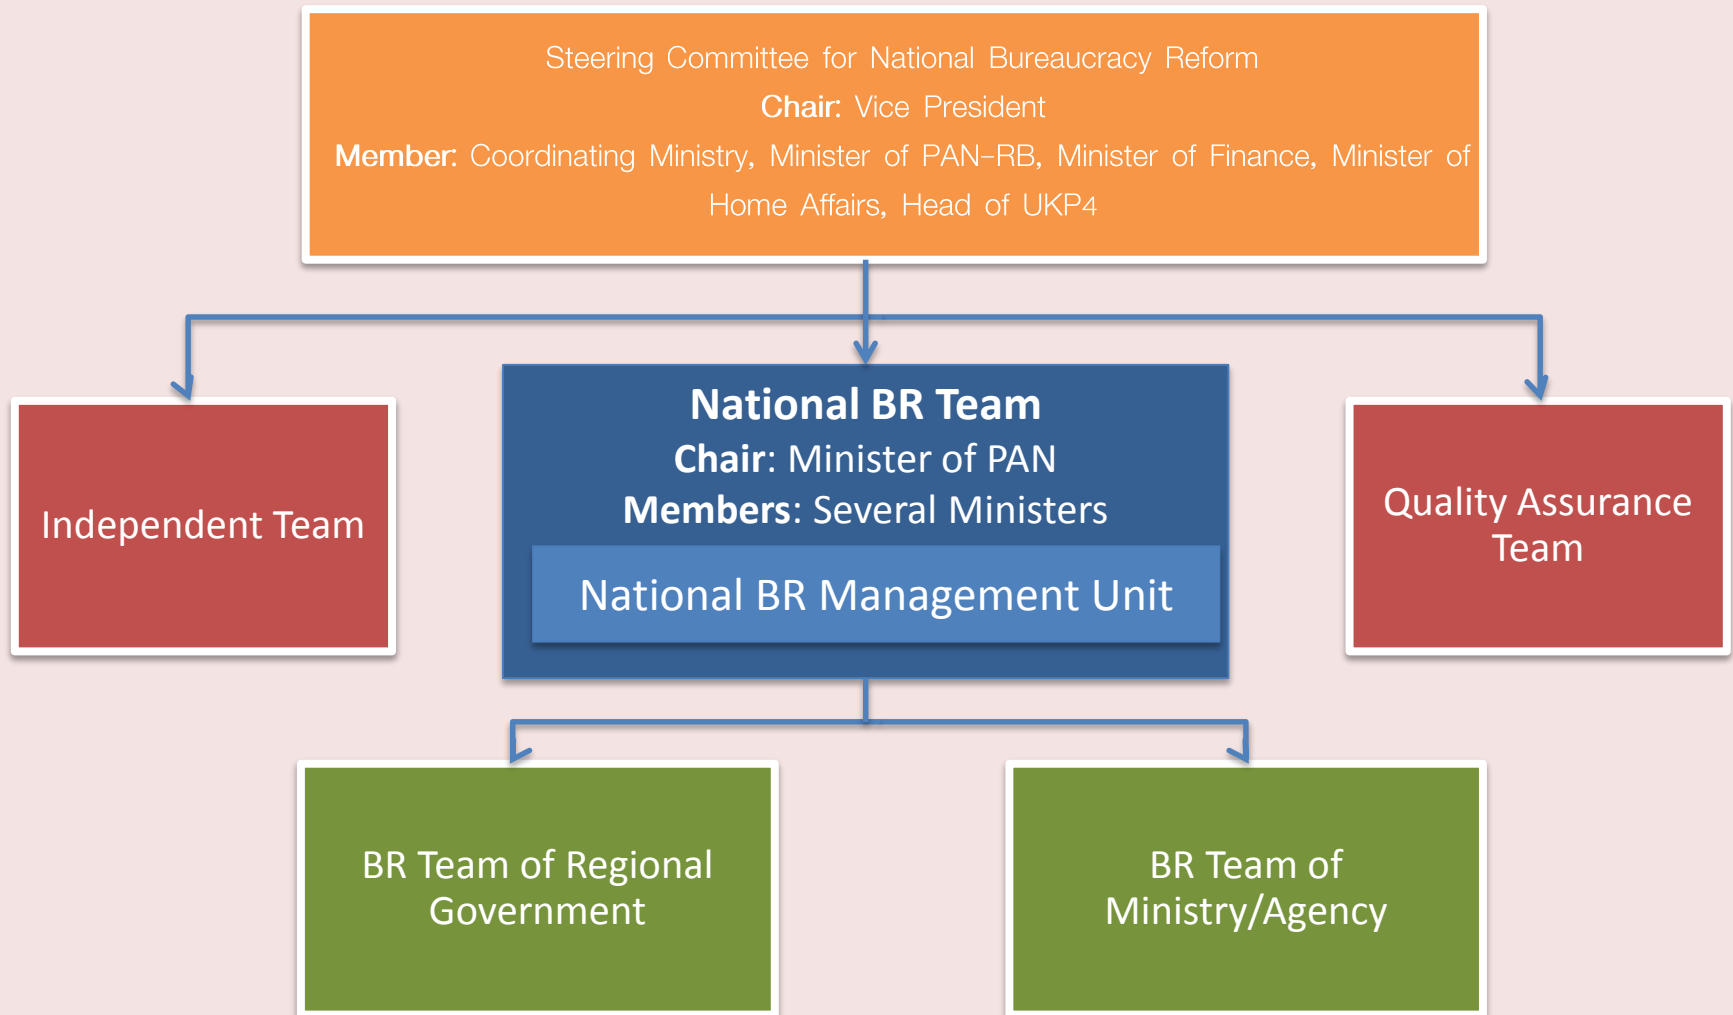 Steering Committee for National Bureaucracy Reform
Chair: Vice President
Member: Coordinating Ministry, Minister of PAN-RB, Minister of Finance, Minister of
Home Affairs, Head of UKP4
Independent Team
National BR Team
Chair: Minister of PAN
Members: Several Ministers
National BR Management Unit
Quality Assurance
Team
BR Team of Regional
Government
BR Team of
Ministry/Agency